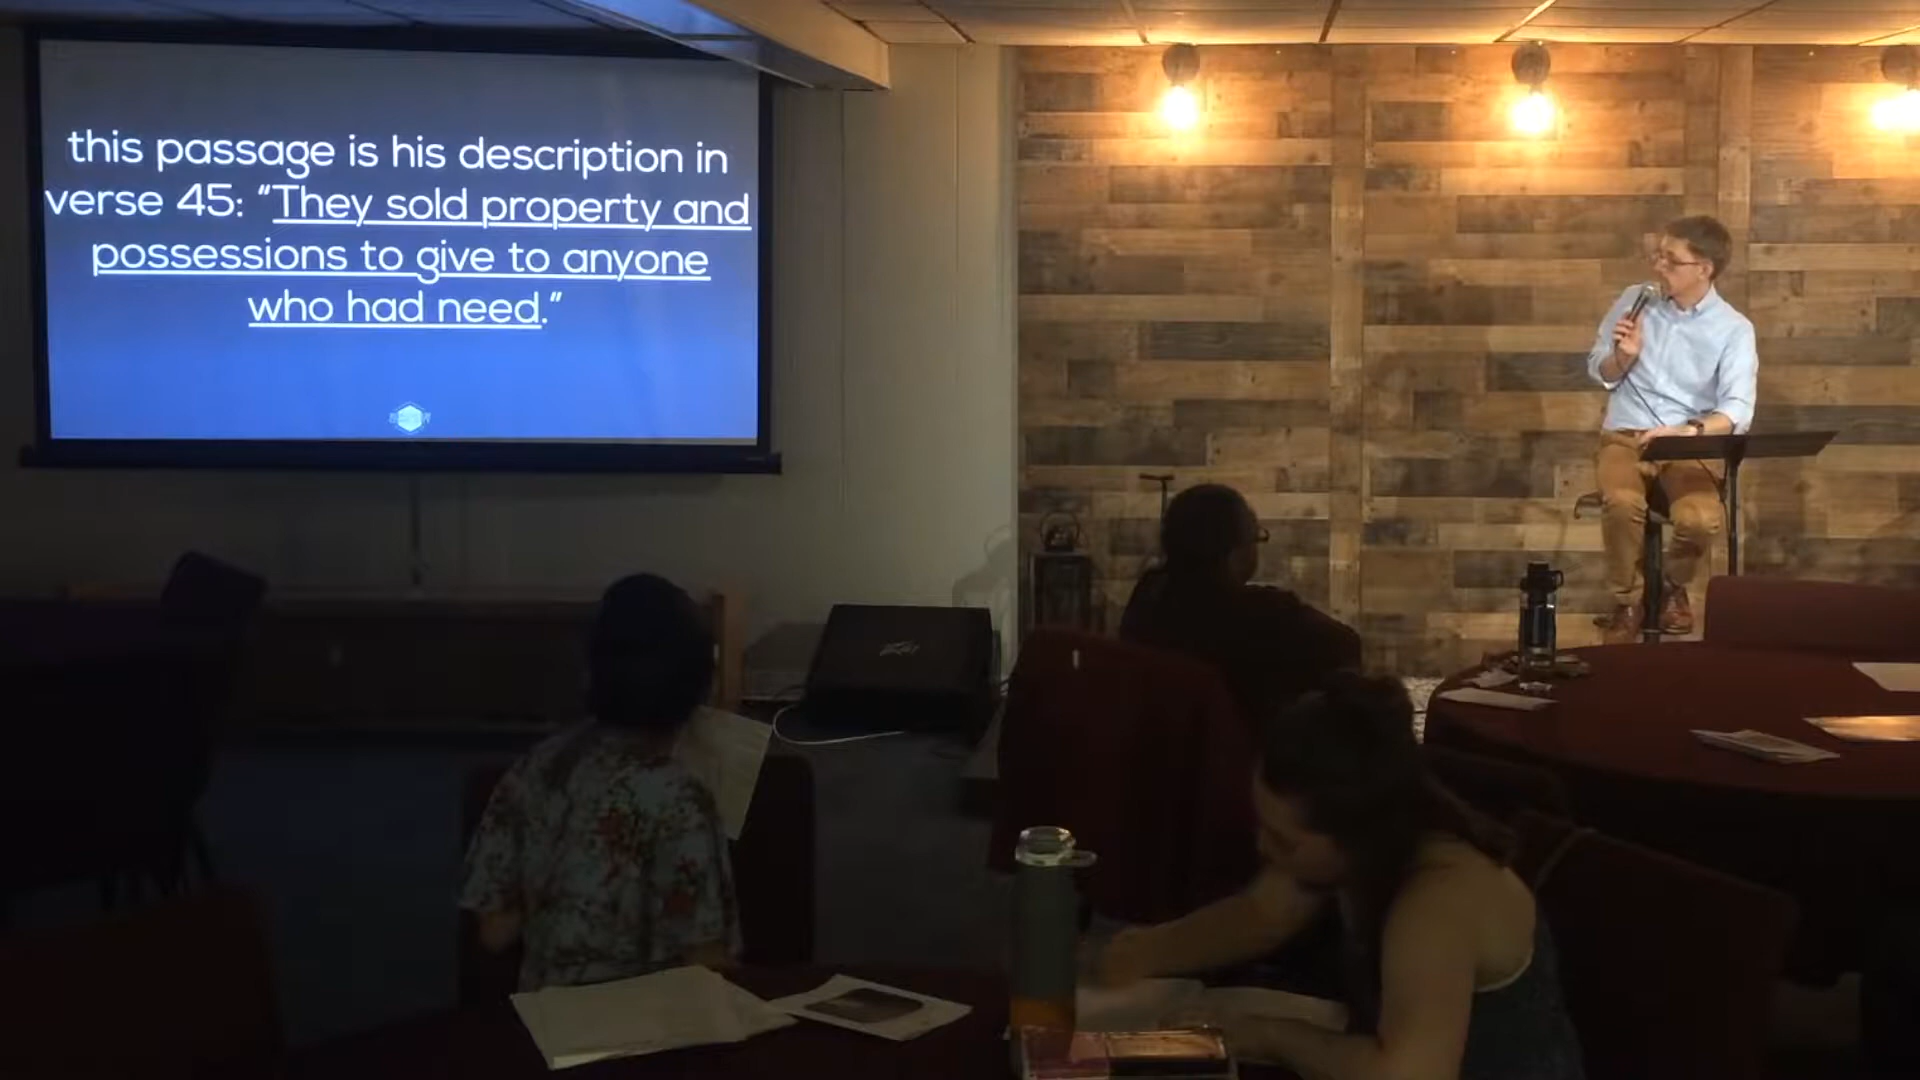 this passage is his description in
verse 45: “They sold property and
possessions to give to anyone
who had need.”